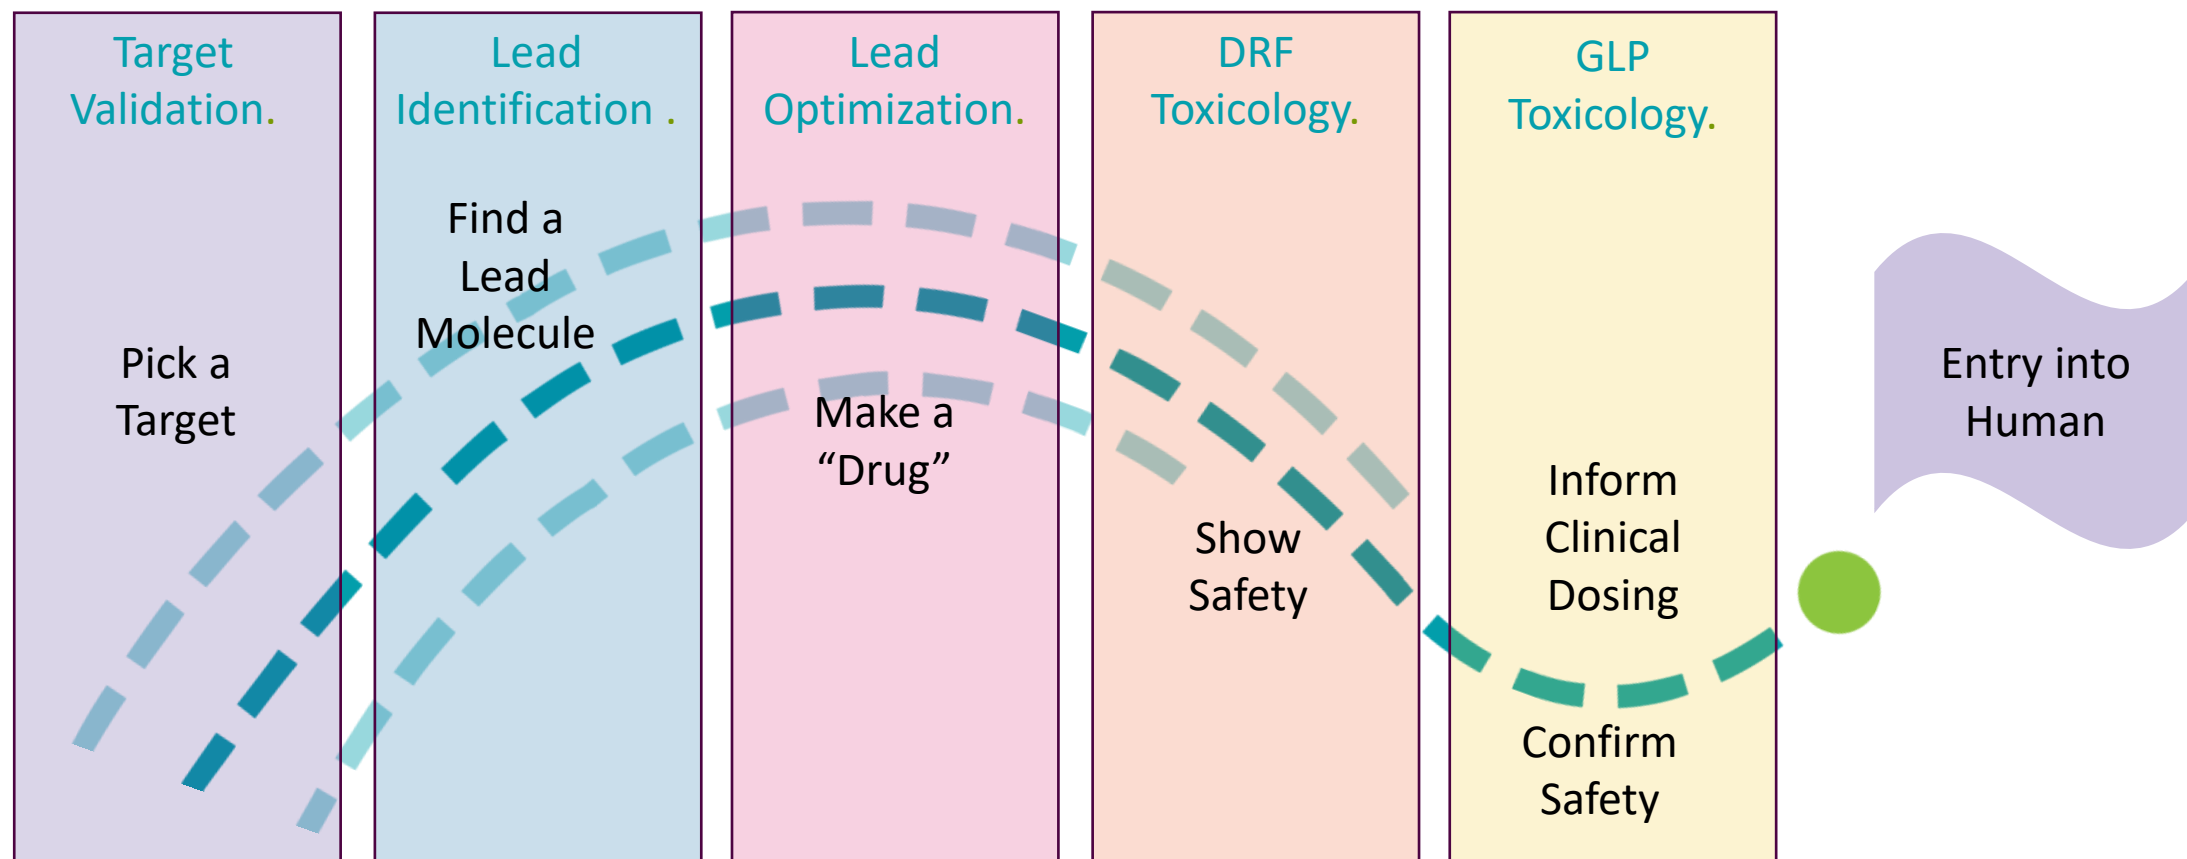 Target
Validation.
Pick a
Target
Lead
Identification .
Find a
Lead
Molecule
Lead
Optimization.
Make a
“Drug”
DRF
Toxicology.
Show
Safety
GLP
Toxicology.
Inform
Clinical
Dosing
Confirm
Safety
Entry into
Human